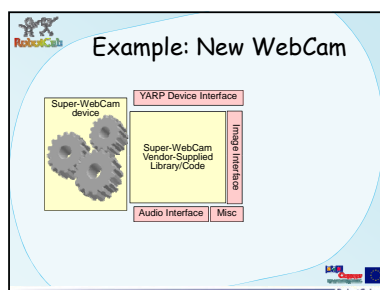 RobotCub
Example: New WebCam
YARP Device Interface
Super-WebCam
device
Super-WebCam
Vendor-Supplied
Library/Code
Image Interface
Audio Interface
Misc